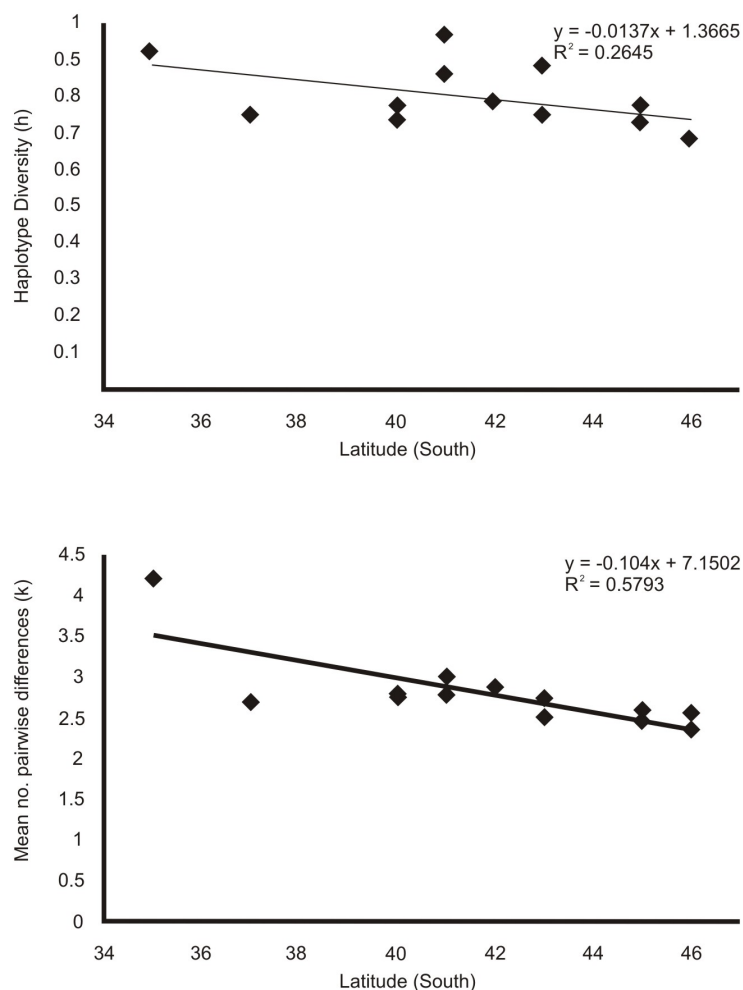 y = -0.0137x + 1.3665
R² = 0.2645
Haplotype Diversity (h)
1
0.5
0.8
0.7
0.6
0.5
0.4
0.3
0.2
0.1
34 36 38 40 42 44 46
Latitude (South)
y = -0.104x + 7.1502
R² = 0.5793
Mean no. pairwise differences (k)
4.5
4
3.5
3
2.5
2
1.5
1
0.5
0
34 36 38 40 42 44 46
Latitude (South)